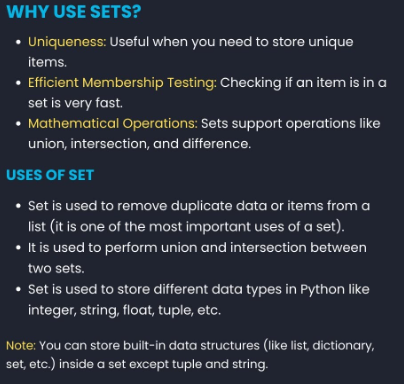 WHY USE SETS?
• Uniqueness: Useful when you need to store unique
items.
• Efficient Membership Testing: Checking if an item is in a
set is very fast.
• Mathematical Operations: Sets support operations like
union, intersection, and difference.
USES OF SET
• Set is used to remove duplicate data or items from a
list (it is one of the most important uses of a set).
• It is used to perform union and intersection between
two sets.
• Set is used to store different data types in Python like
integer, string, float, tuple, etc.
Note: You can store built-in data structures (like list, dictionary,
set, etc.) inside a set except tuple and string.